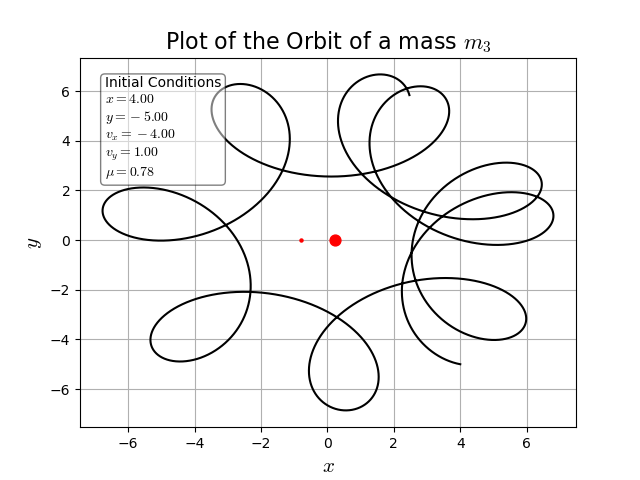 Plot of the Orbit of a mass m₃
Initial Conditions
x = 4.00
y = −5.00
vₓ = −4.00
v_y = 1.00
μ = 0.78
y
6
4
2
0
−2
−4
−6
−6 −4 −2 0 2 4 6
x